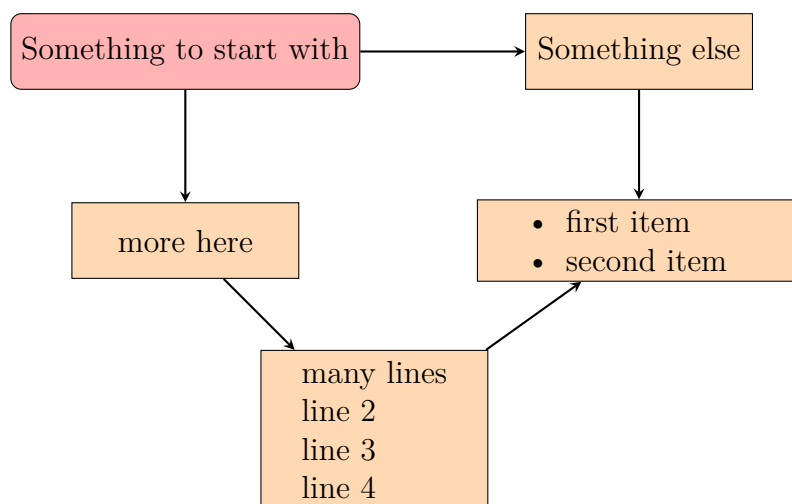 Something to start with
Something else
more here
• first item
• second item
many lines
line 2
line 3
line 4